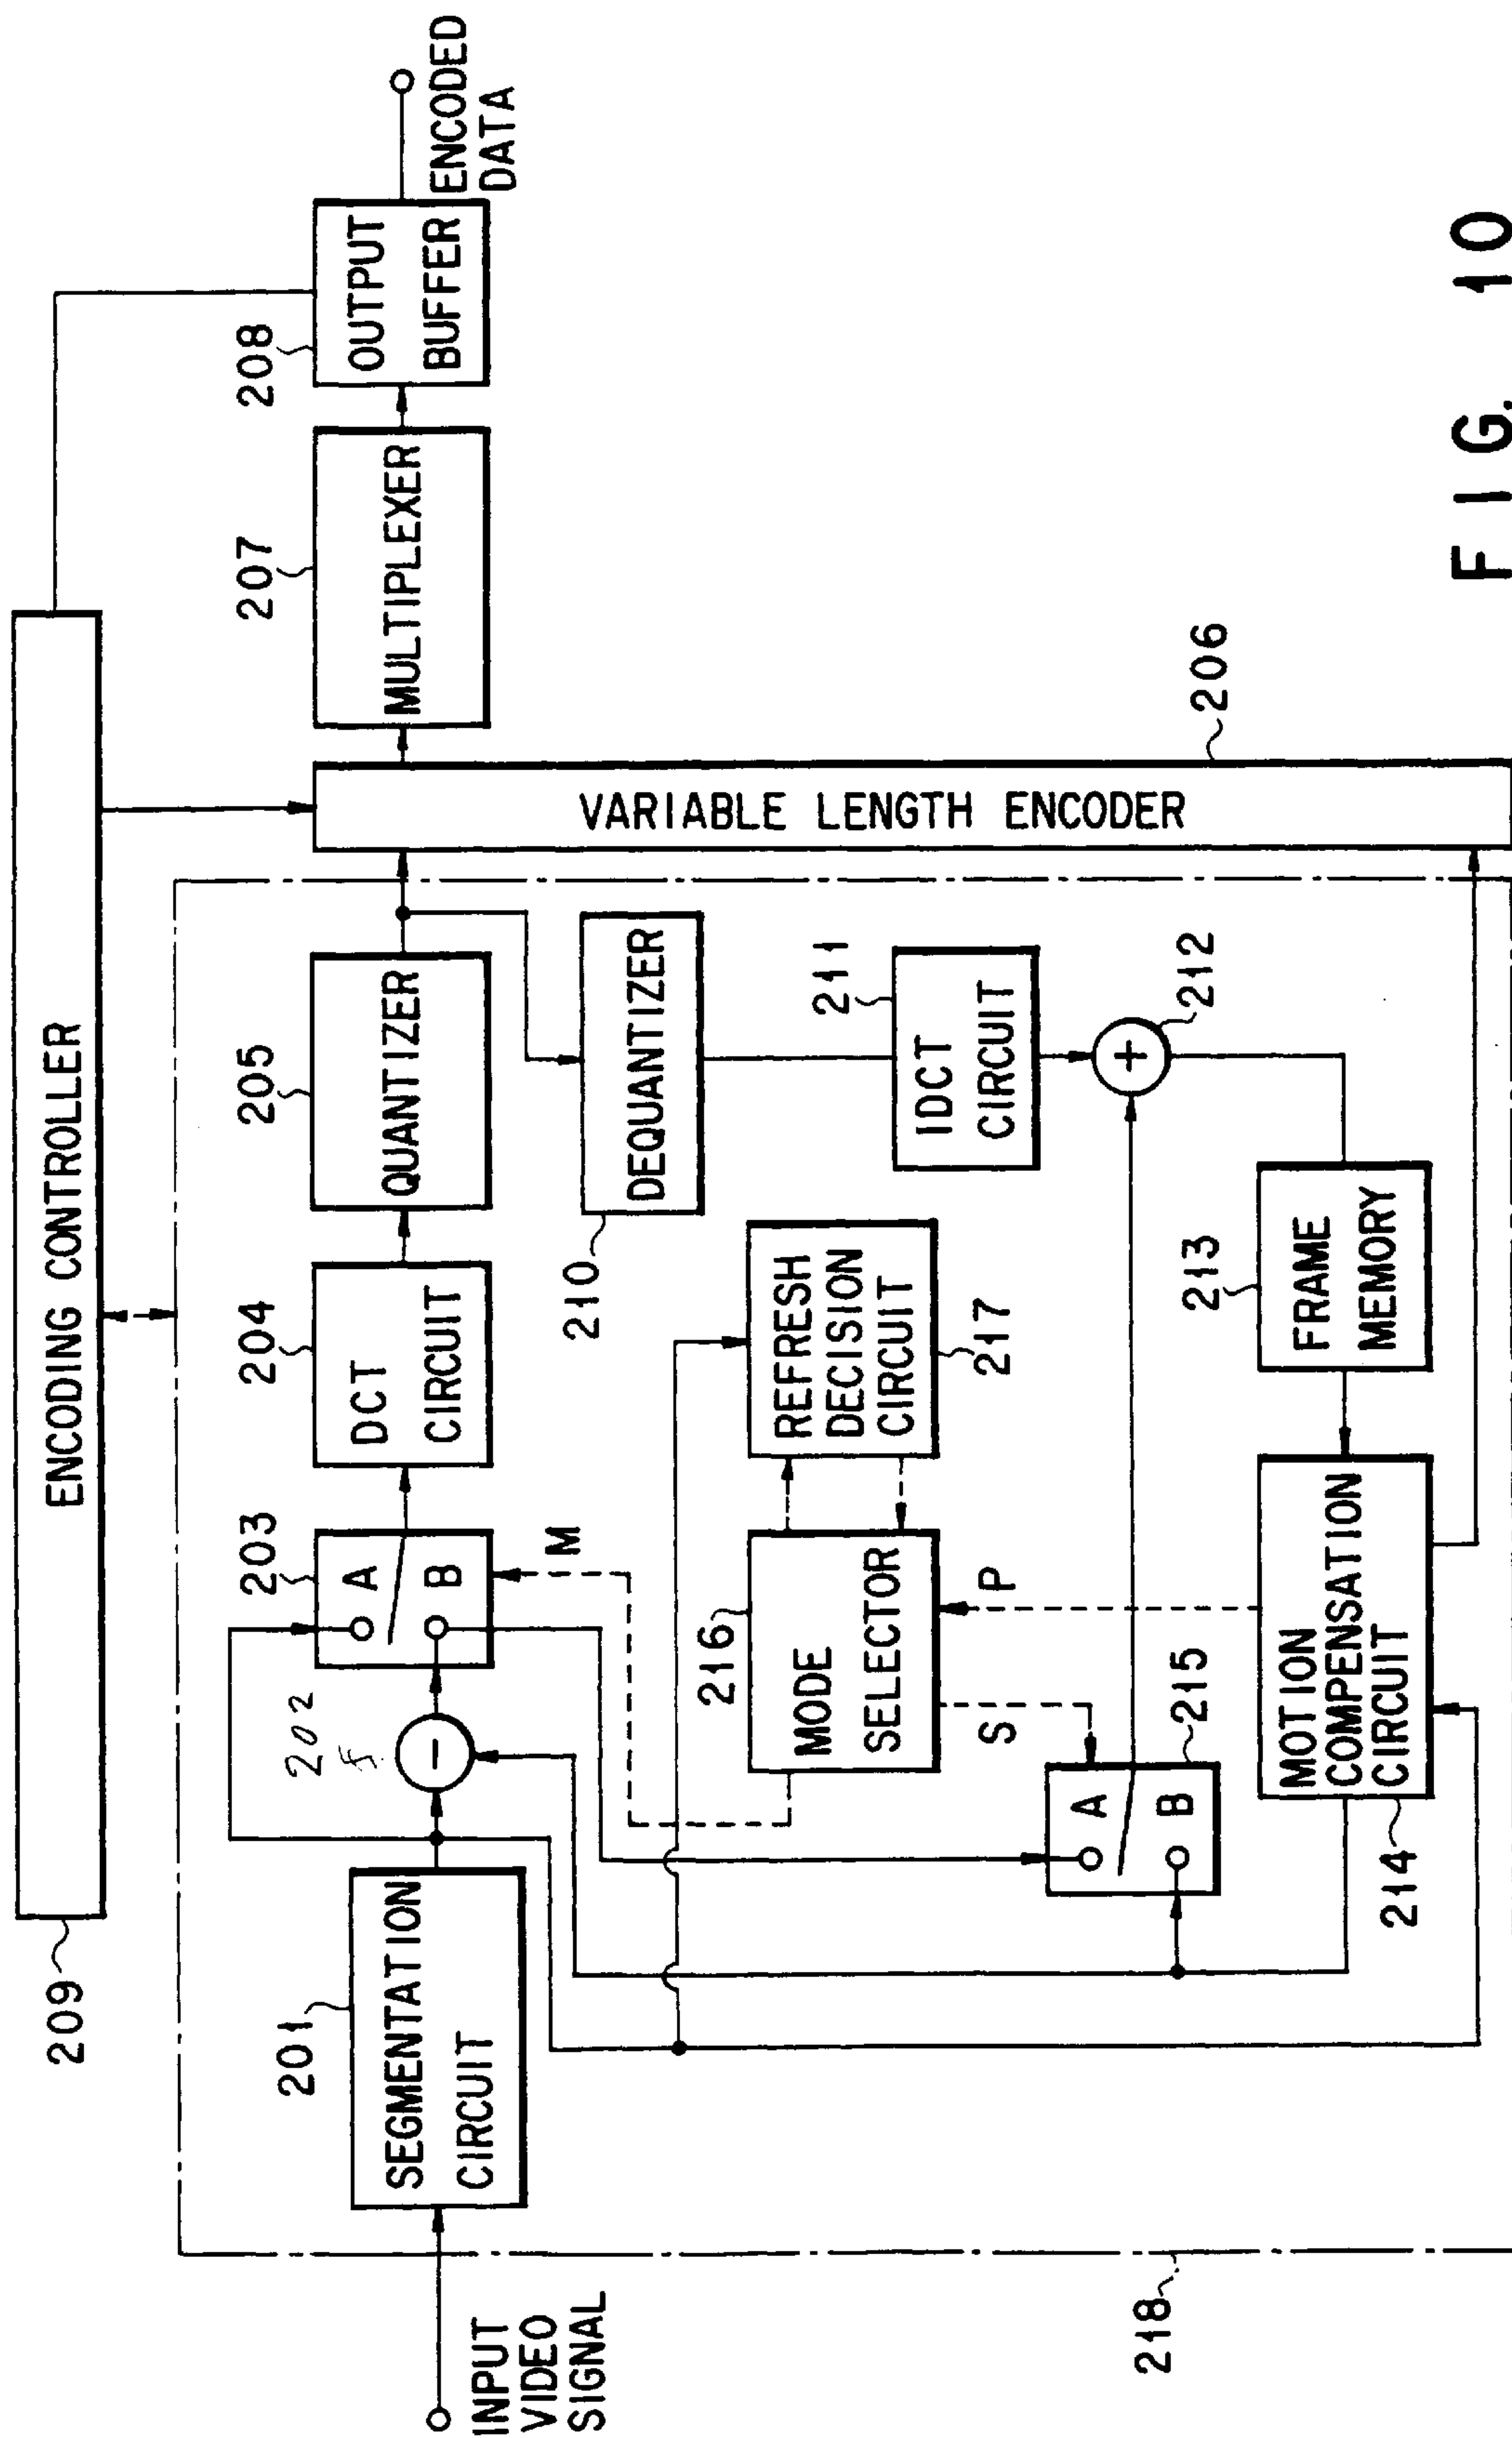 209
ENCODING CONTROLLER
201
SEGMENTATION
CIRCUIT
INPUT
VIDEO
SIGNAL
202
−
203
A
B
M
204
DCT
CIRCUIT
205
QUANTIZER
207
MULTIPLEXER
208
OUTPUT
BUFFER
ENCODED
DATA
VARIABLE LENGTH ENCODER
206
210
DEQUANTIZER
211
IDCT
CIRCUIT
+
212
216
MODE
SELECTOR
REFRESH
DECISION
CIRCUIT
217
S
P
A
B
215
213
FRAME
MEMORY
MOTION
COMPENSATION
CIRCUIT
214
218
FIG. 10